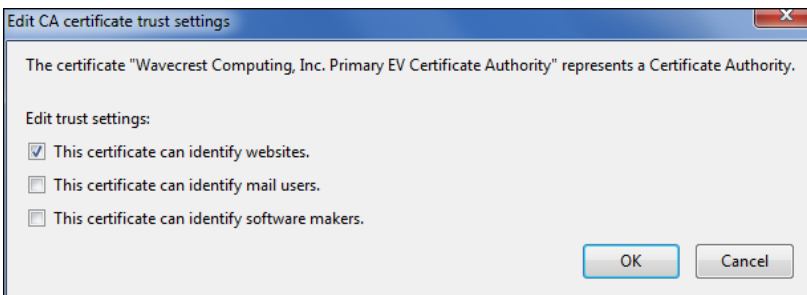 Edit CA certificate trust settings
The certificate "Wavecrest Computing, Inc. Primary EV Certificate Authority" represents a Certificate Authority.
Edit trust settings:
This certificate can identify websites.
This certificate can identify mail users.
This certificate can identify software makers.
OK Cancel